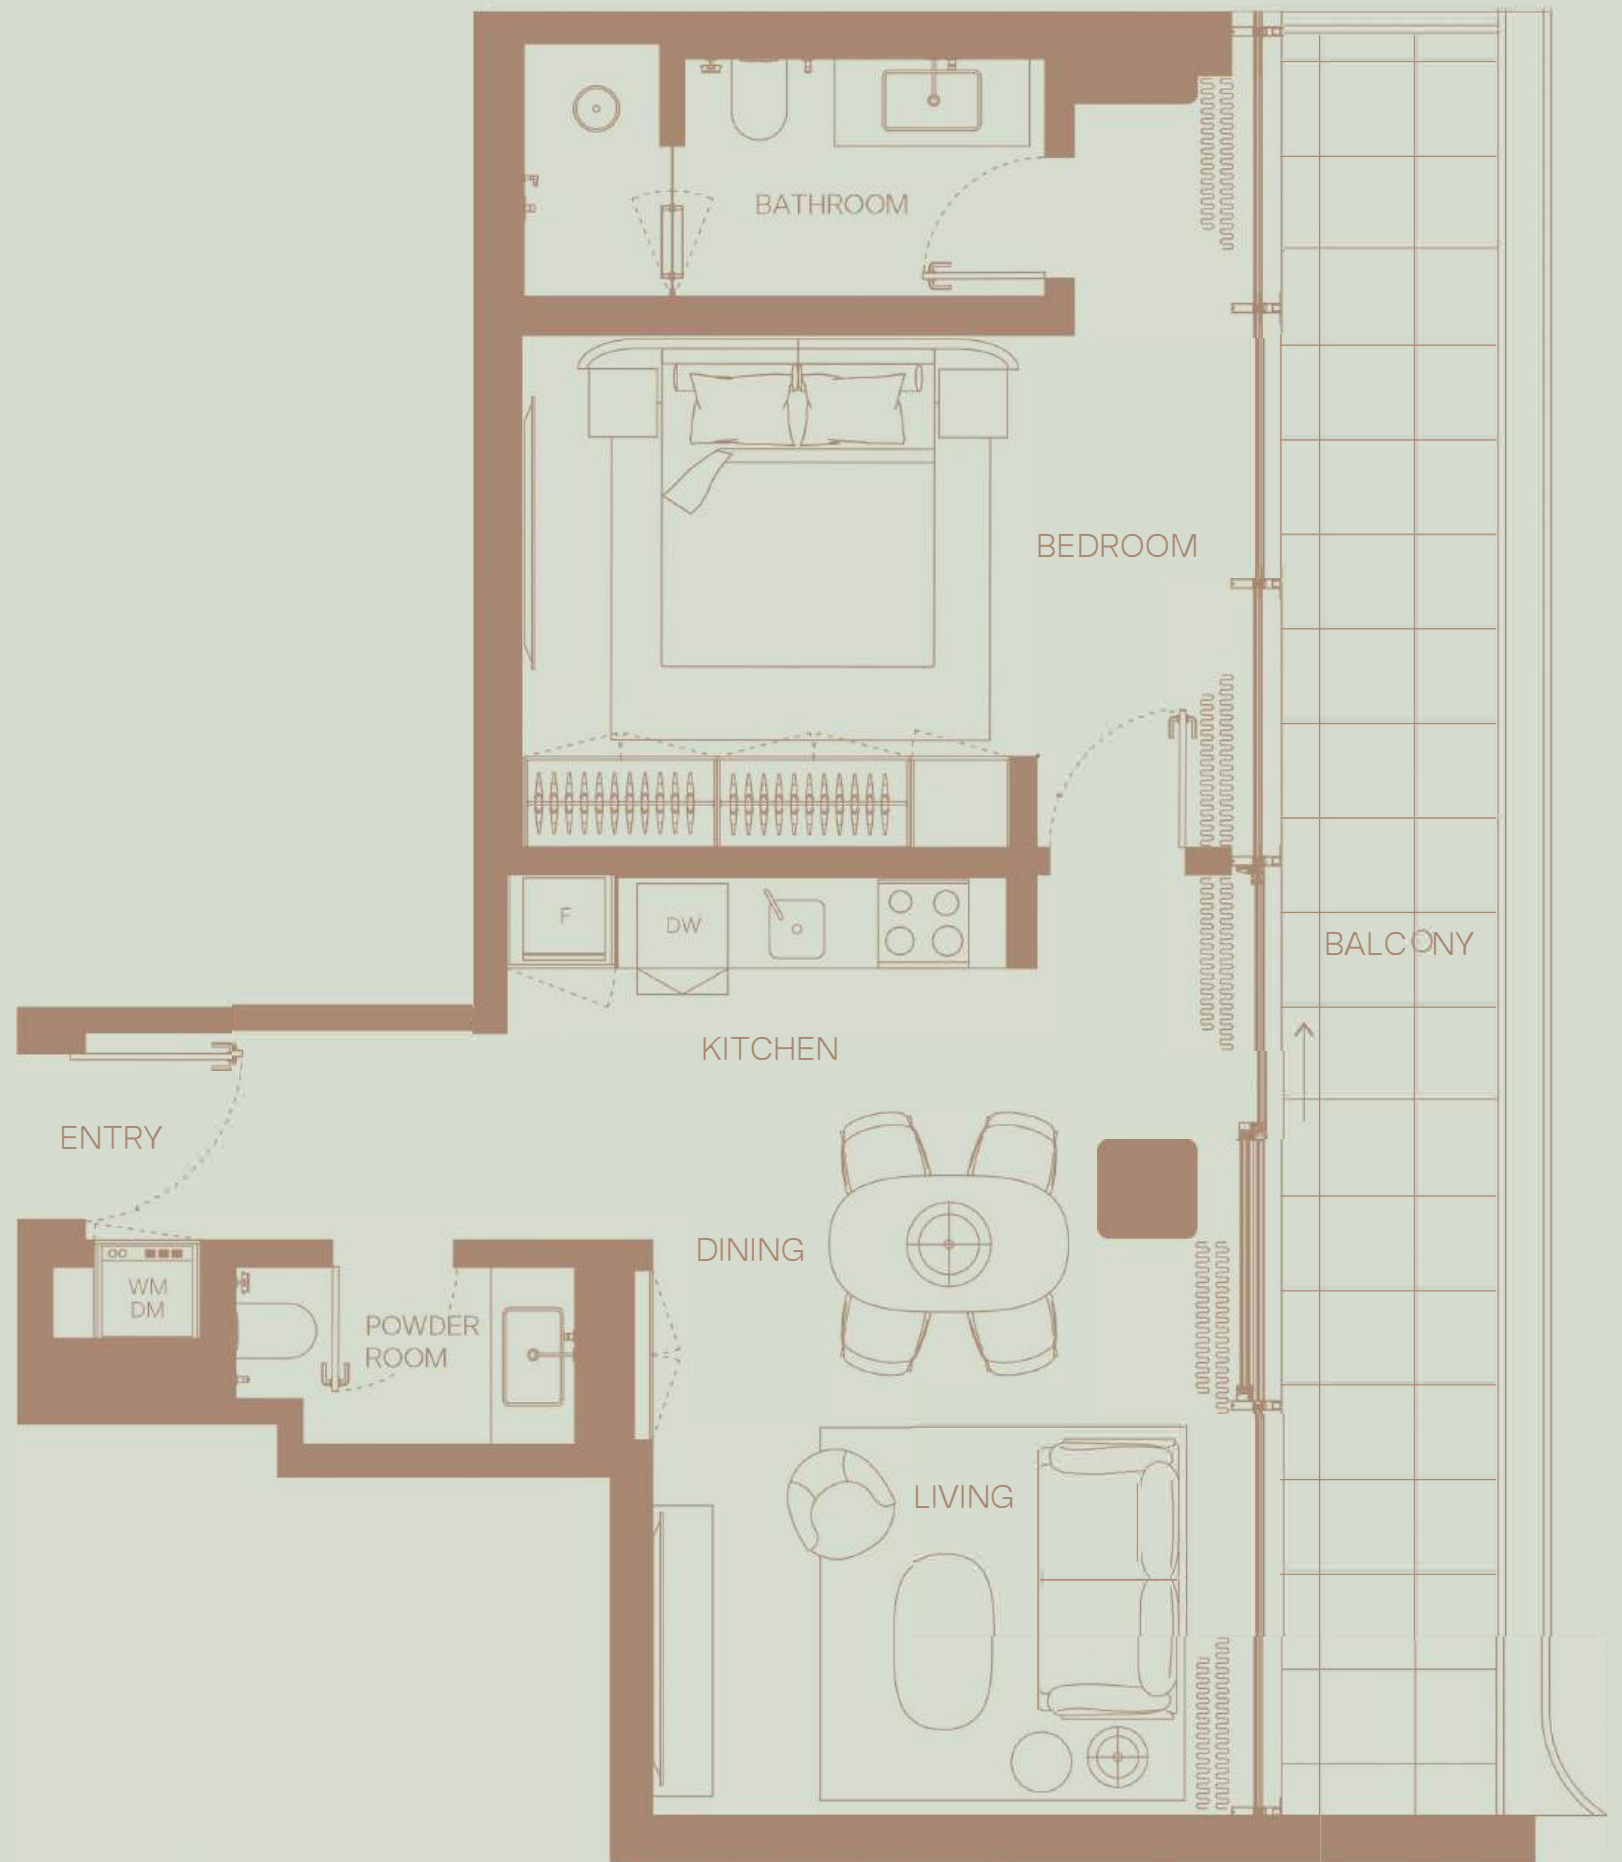 BATHROOM
BEDROOM
F
DW
BALCONY
KITCHEN
ENTRY
DINING
WM
DM
POWDER
ROOM
LIVING